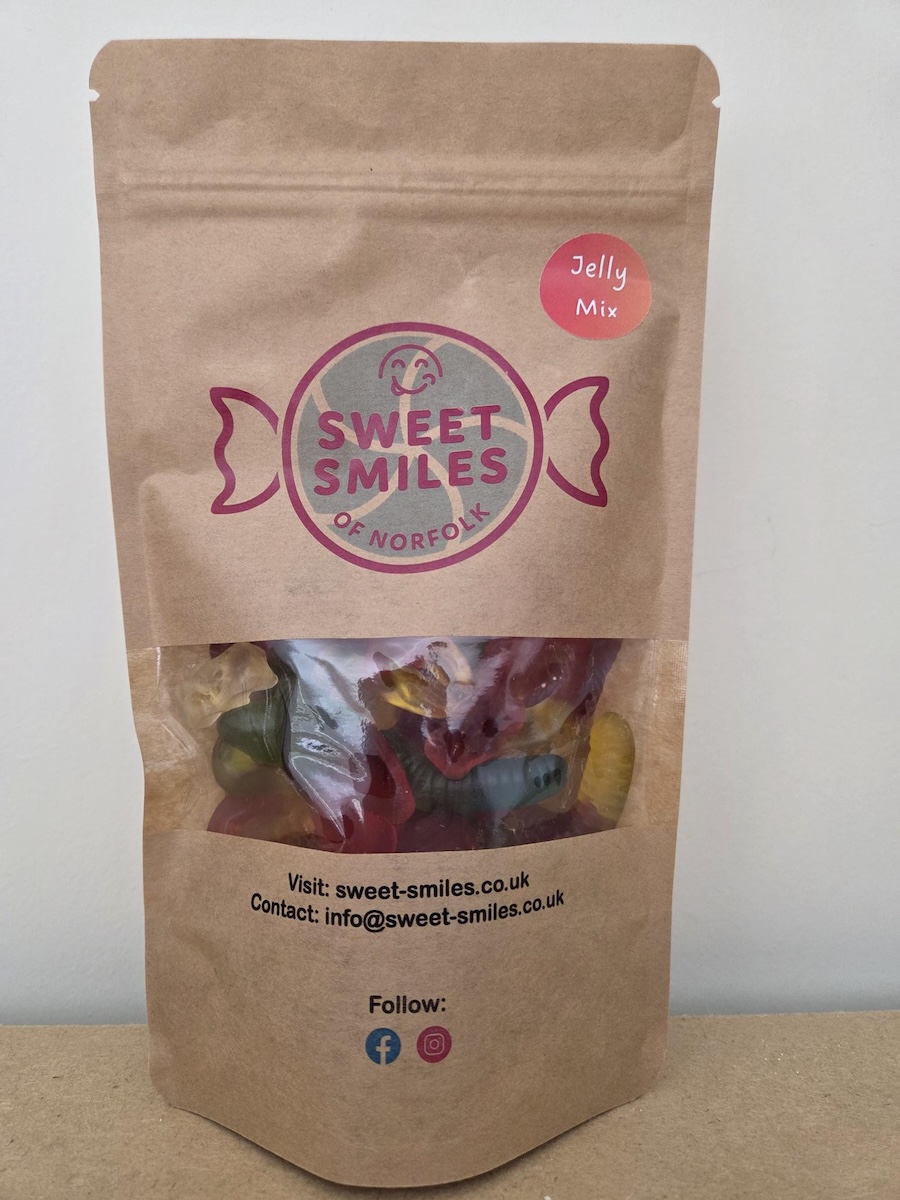 Jelly
Mix
SWEET
SMILES
OF NORFOLK
Visit: sweet-smiles.co.uk
Contact: info@sweet-smiles.co.uk
Follow: